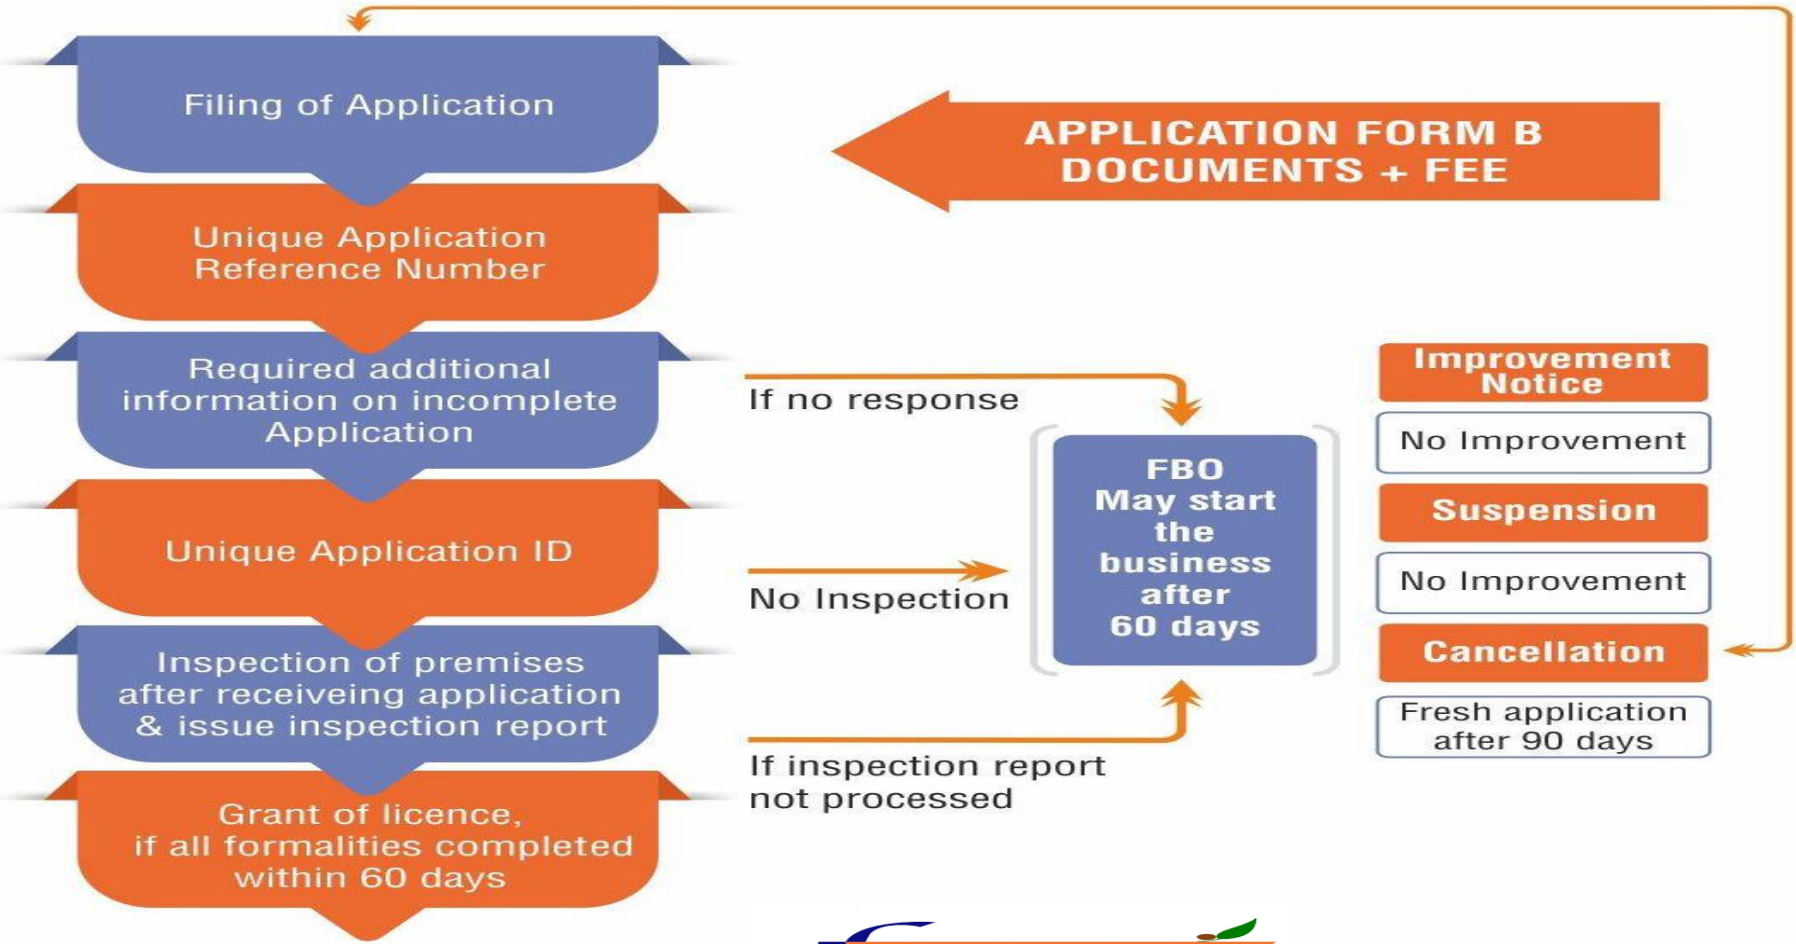 Filing of Application
APPLICATION FORM B
DOCUMENTS + FEE
Unique Application
Reference Number
Required additional
information on incomplete
Application
Unique Application ID
Inspection of premises
after receiveing application
& issue inspection report
Grant of licence,
if all formalities completed
within 60 days
If no response
No Inspection
If inspection report
not processed
FBO
May start
the
business
after
60 days
Improvement
Notice
No Improvement
Suspension
No Improvement
Cancellation
Fresh application
after 90 days